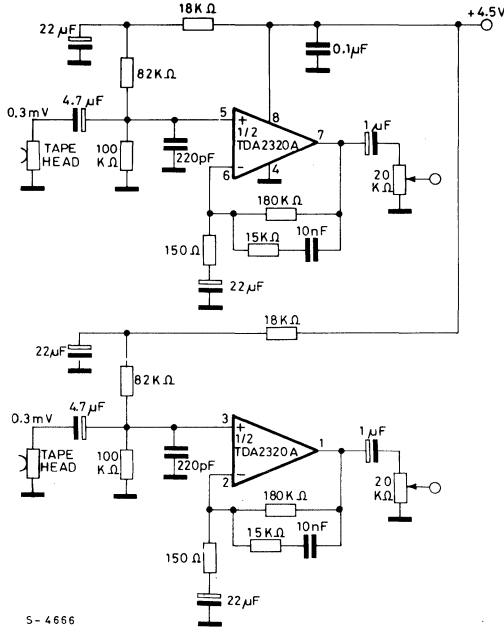 18KΩ
+4.5V
22µF
0.1µF
82KΩ
4.7µF
0.3mV
5
8
+
1/2
TDA2320A
7
1µF
TAPE
HEAD
100
KΩ
220pF
6
-
4
20
KΩ
180KΩ
10nF
15KΩ
150Ω
22µF
18KΩ
22µF
82KΩ
4.7µF
0.3mV
3
+
1/2
TDA2320A
1
1µF
TAPE
HEAD
100
KΩ
220pF
2
-
20
KΩ
180KΩ
10nF
15KΩ
150Ω
22µF
S-4666